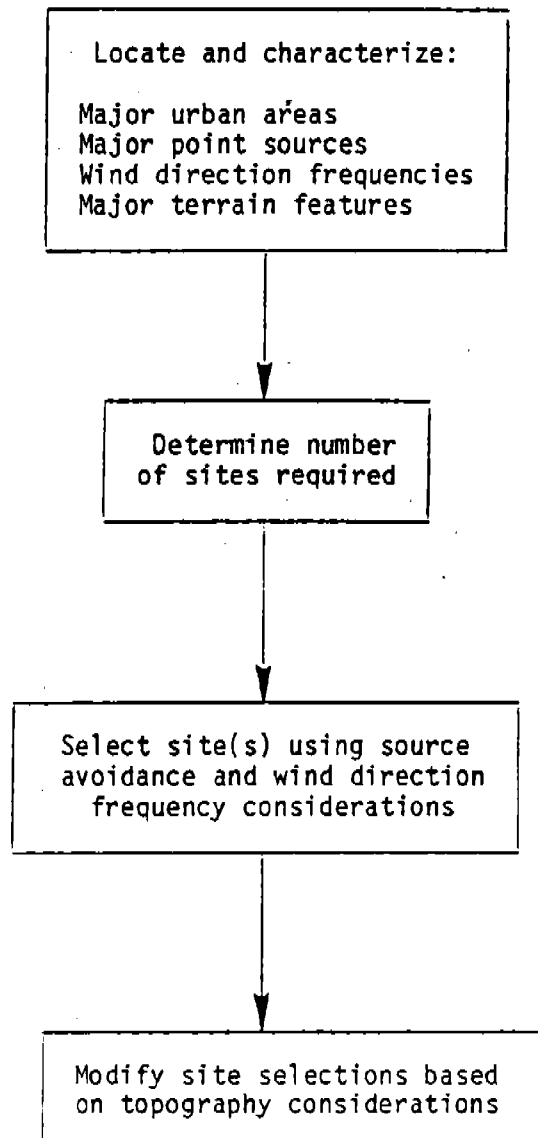 Locate and characterize:
Major urban areas
Major point sources
Wind direction frequencies
Major terrain features
Determine number
of sites required
Select site(s) using source
avoidance and wind direction
frequency considerations
Modify site selections based
on topography considerations